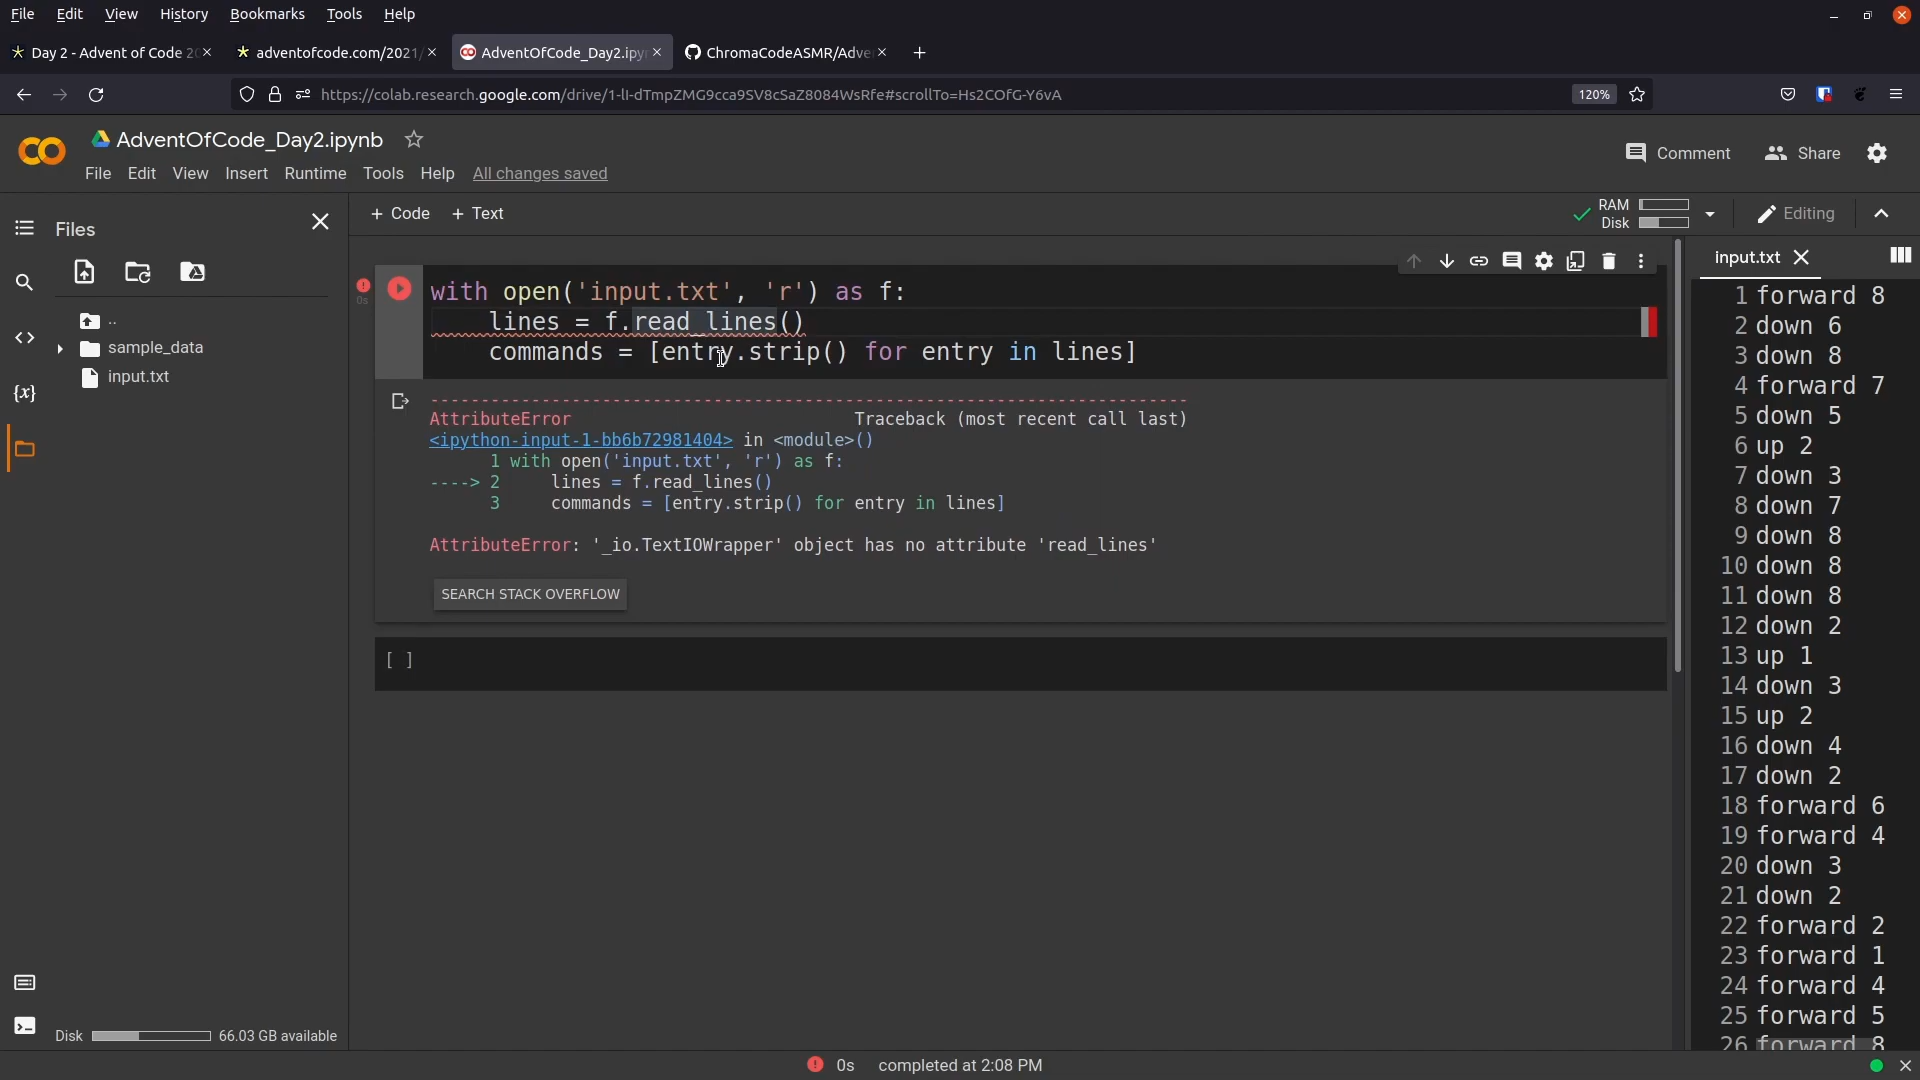 File Edit View History Bookmarks Tools Help
Day 2 - Advent of Code 20
adventofcode.com/2021/
AdventOfCode_Day2.ipyn
ChromaCodeASMR/Adve
https://colab.research.google.com/drive/1-lI-dTmpZMG9cca9SV8cSaZ8084WsRfe#scrollTo=Hs2COfG-Y6vA
120%
AdventOfCode_Day2.ipynb
Comment Share
File Edit View Insert Runtime Tools Help All changes saved
Files
+ Code + Text
RAM
Disk
Editing
..
sample_data
input.txt
Disk 66.03 GB available
0s
with open('input.txt', 'r') as f:
    lines = f.read_lines()
    commands = [entry.strip() for entry in lines]
---------------------------------------------------------------------------
AttributeError Traceback (most recent call last)
<ipython-input-1-bb6b72981404> in <module>()
      1 with open('input.txt', 'r') as f:
----> 2     lines = f.read_lines()
      3     commands = [entry.strip() for entry in lines]
AttributeError: '_io.TextIOWrapper' object has no attribute 'read_lines'
SEARCH STACK OVERFLOW
[ ]
input.txt
1 forward 8
2 down 6
3 down 8
4 forward 7
5 down 5
6 up 2
7 down 3
8 down 7
9 down 8
10 down 8
11 down 8
12 down 2
13 up 1
14 down 3
15 up 2
16 down 4
17 down 2
18 forward 6
19 forward 4
20 down 3
21 down 2
22 forward 2
23 forward 1
24 forward 4
25 forward 5
26 forward 8
0s completed at 2:08 PM